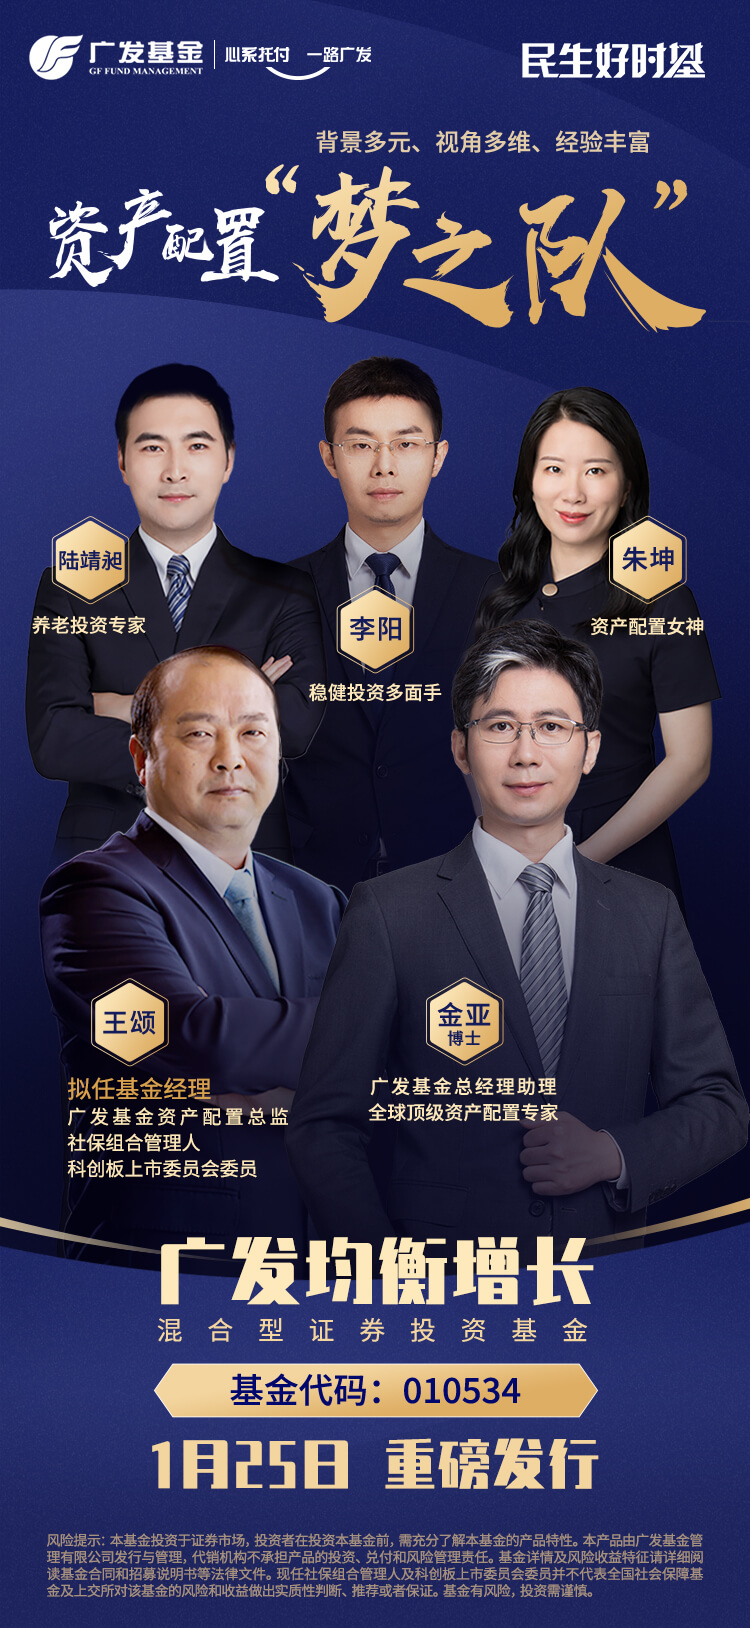 广发基金
GF FUND MANAGEMENT
心系托付 一路广发
民生好时基
背景多元、视角多维、经验丰富
资产配置“梦之队”
陆靖昶
养老投资专家
李阳
稳健投资多面手
朱坤
资产配置女神
王颂
拟任基金经理
广发基金资产配置总监
社保组合管理人
科创板上市委员会委员
金亚
博士
广发基金总经理助理
全球顶级资产配置专家
广发均衡增长
混合型证券投资基金
基金代码：010534
1月25日 重磅发行
风险提示：本基金投资于证券市场，投资者在投资本基金前，需充分了解本基金的产品特性。本产品由广发基金管
理有限公司发行与管理，代销机构不承担产品的投资、兑付和风险管理责任。基金详情及风险收益特征请详细阅
读基金合同和招募说明书等法律文件。现任社保组合管理人及科创板上市委员会委员并不代表全国社会保障基
金及上交所对该基金的风险和收益做出实质性判断、推荐或者保证。基金有风险，投资需谨慎。